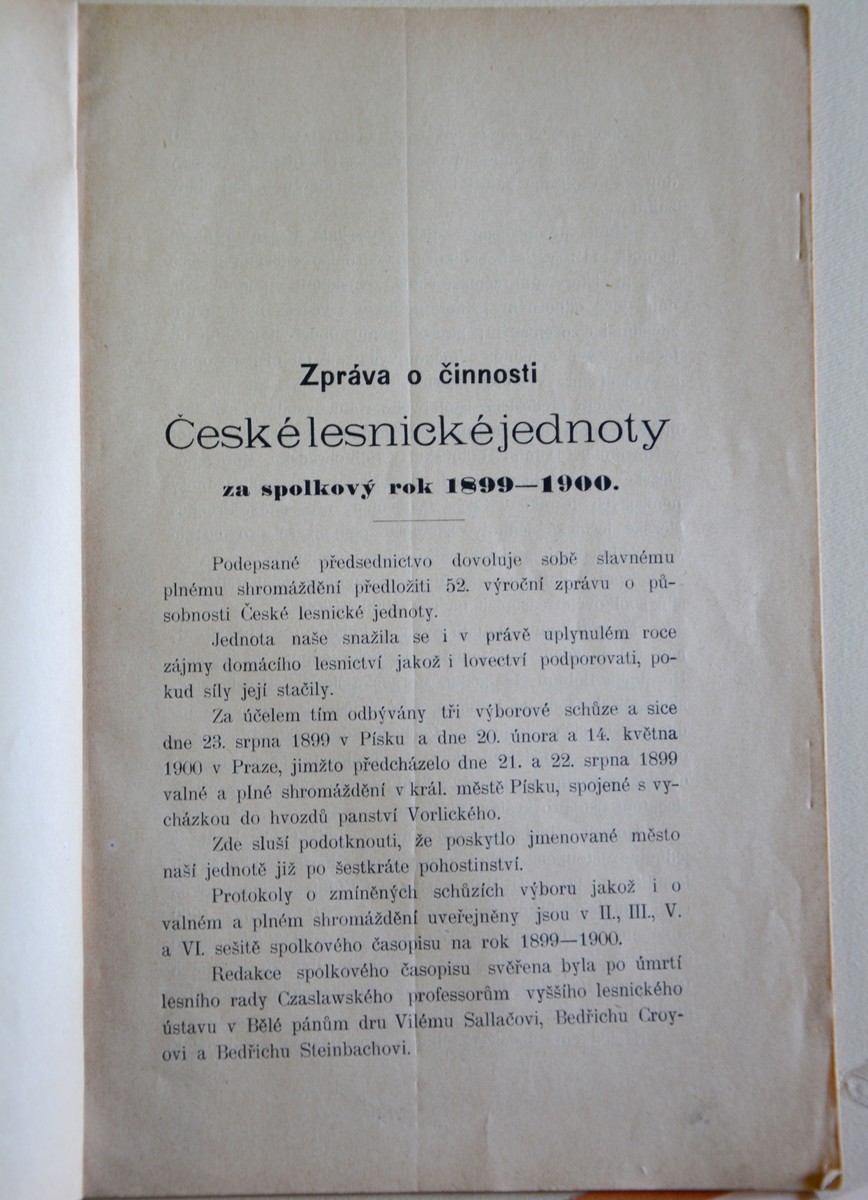 Zpráva o činnosti
České lesnické jednoty
za spolkový rok 1899—1900.
Podepsané předsednictvo dovoluje sobě slavnému
plnému shromáždění předložiti 52. výroční zprávu o pů-
sobnosti České lesnické jednoty.
Jednota naše snažila se i v právě uplynulém roce
zájmy domácího lesnictví jakož i lovectví podporovati, po-
kud síly její stačily.
Za účelem tím odbývány tři výborové schůze a sice
dne 23. srpna 1899 v Písku a dne 20. února a 14. května
1900 v Praze, jimžto předcházelo dne 21. a 22. srpna 1899
valné a plné shromáždění v král. městě Písku, spojené s vy-
cházkou do hvozdů panství Vorlického.
Zde sluší podotknouti, že poskytlo jmenované město
naší jednotě již po šestkráte pohostinství.
Protokoly o zmíněných schůzích výboru jakož i o
valném a plném shromáždění uveřejněny jsou v II., III., V.
a VI. sešitě spolkového časopisu na rok 1899—1900.
Redakce spolkového časopisu svěřena byla po úmrtí
lesního rady Czaslawského professorům vyššího lesnického
ústavu v Bělé pánům dru Vilému Sallačovi, Bedřichu Croy-
ovi a Bedřichu Steinbachovi.